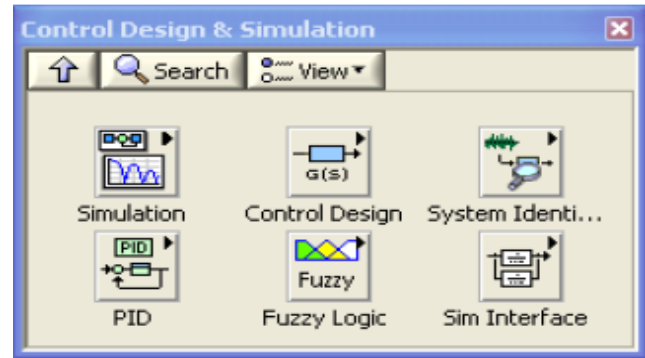 Control Design & Simulation
Search View
G(s)
Simulation Control Design System Identi...
PID Fuzzy
PID Fuzzy Logic Sim Interface